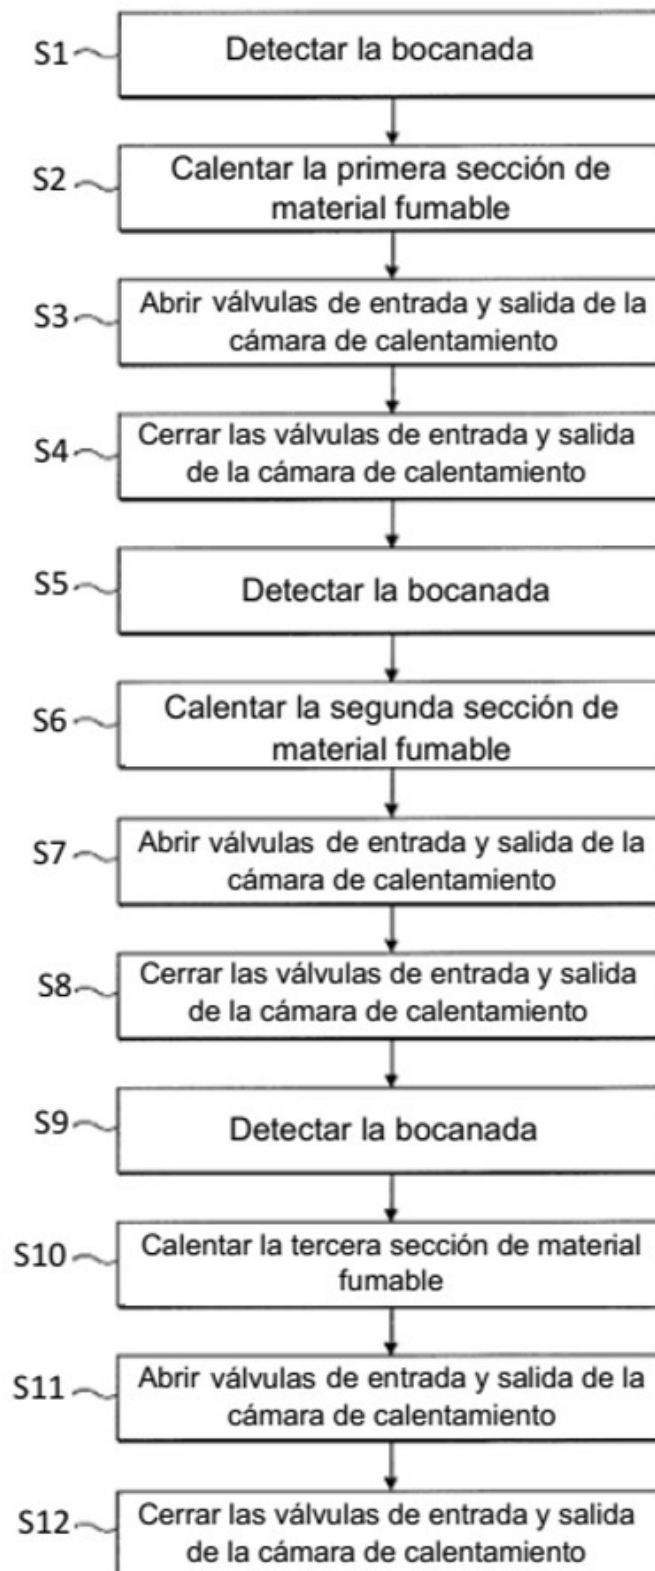 S1
Detectar la bocanada
S2
Calentar la primera sección de
material fumable
S3
Abrir válvulas de entrada y salida de la
cámara de calentamiento
S4
Cerrar las válvulas de entrada y salida
de la cámara de calentamiento
S5
Detectar la bocanada
S6
Calentar la segunda sección de
material fumable
S7
Abrir válvulas de entrada y salida de la
cámara de calentamiento
S8
Cerrar las válvulas de entrada y salida
de la cámara de calentamiento
S9
Detectar la bocanada
S10
Calentar la tercera sección de material
fumable
S11
Abrir válvulas de entrada y salida de la
cámara de calentamiento
S12
Cerrar las válvulas de entrada y salida
de la cámara de calentamiento